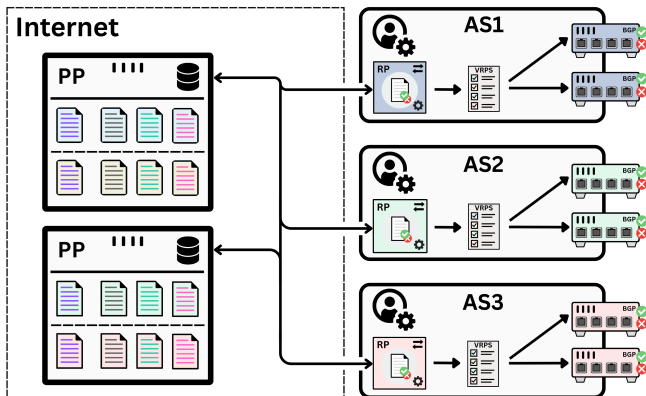 Internet
PP
PP
AS1
RP
VRPS
BGP
BGP
AS2
RP
VRPS
BGP
BGP
AS3
RP
VRPS
BGP
BGP